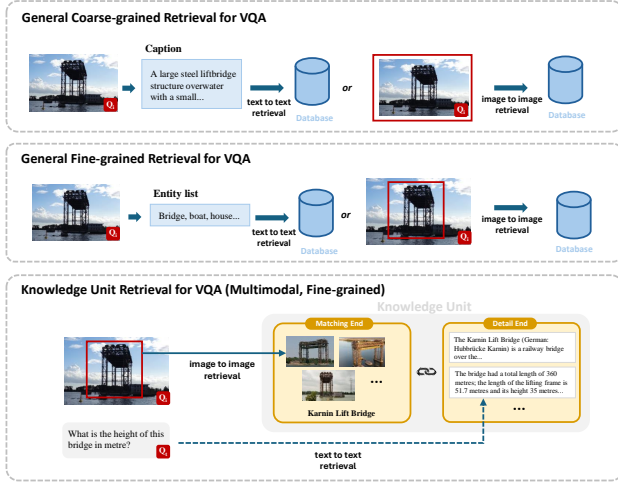 General Coarse-grained Retrieval for VQA
Caption
A large steel liftbridge
structure overwater
with a small...
text to text
retrieval
Database
or
image to image
retrieval
Database
General Fine-grained Retrieval for VQA
Entity list
Bridge, boat, house...
text to text
retrieval
Database
or
image to image
retrieval
Database
Knowledge Unit Retrieval for VQA (Multimodal, Fine-grained)
Knowledge Unit
Matching End
Detail End
image to image
retrieval
...
Karnin Lift Bridge
The Karnin Lift Bridge (German:
Hubbrücke Karnin) is a railway bridge
over the...
The bridge had a total length of 360
metres; the length of the lifting frame is
51.7 metres and its height 35 metres...
...
What is the height of this
bridge in metre?
text to text
retrieval